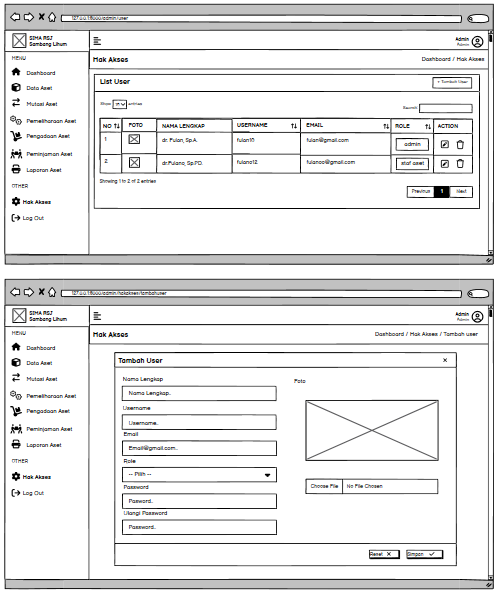 127.0.0.1:8000/admin/user
SIMA RSJ
Sambang Lihum
Admin
Admin
MENU
Hak Akses
Dashboard / Hak Akses
Dashboard
Data Aset
Mutasi Aset
Pemeliharaan Aset
Pengadaan Aset
Peminjaman Aset
Laporan Aset
OTHER
Hak Akses
Log Out
List User
+ Tambah User
Show entries
Search:
NO FOTO NAMA LENGKAP USERNAME EMAIL ROLE ACTION
1 dr. Fulan, Sp.A. fulan10 fulan@gmail.com admin
2 dr.Fulano, Sp.PD. fulano12 fulanoo@gmail.com staf aset
Showing 1 to 2 of 2 entries
Previous 1 Next
127.0.0.1:8000/admin/hakakses/tambahuser
SIMA RSJ
Sambang Lihum
Admin
Admin
MENU
Hak Akses
Dashboard / Hak Akses / Tambah user
Dashboard
Data Aset
Mutasi Aset
Pemeliharaan Aset
Pengadaan Aset
Peminjaman Aset
Laporan Aset
OTHER
Hak Akses
Log Out
Tambah User
Nama Lengkap
Nama Lengkap..
Username
Username..
Email
Email@gmail.com..
Role
-- Pilih --
Password
Pasword..
Ulangi Password
Pasword..
Foto
Choose File No File Chosen
Reset
Simpan